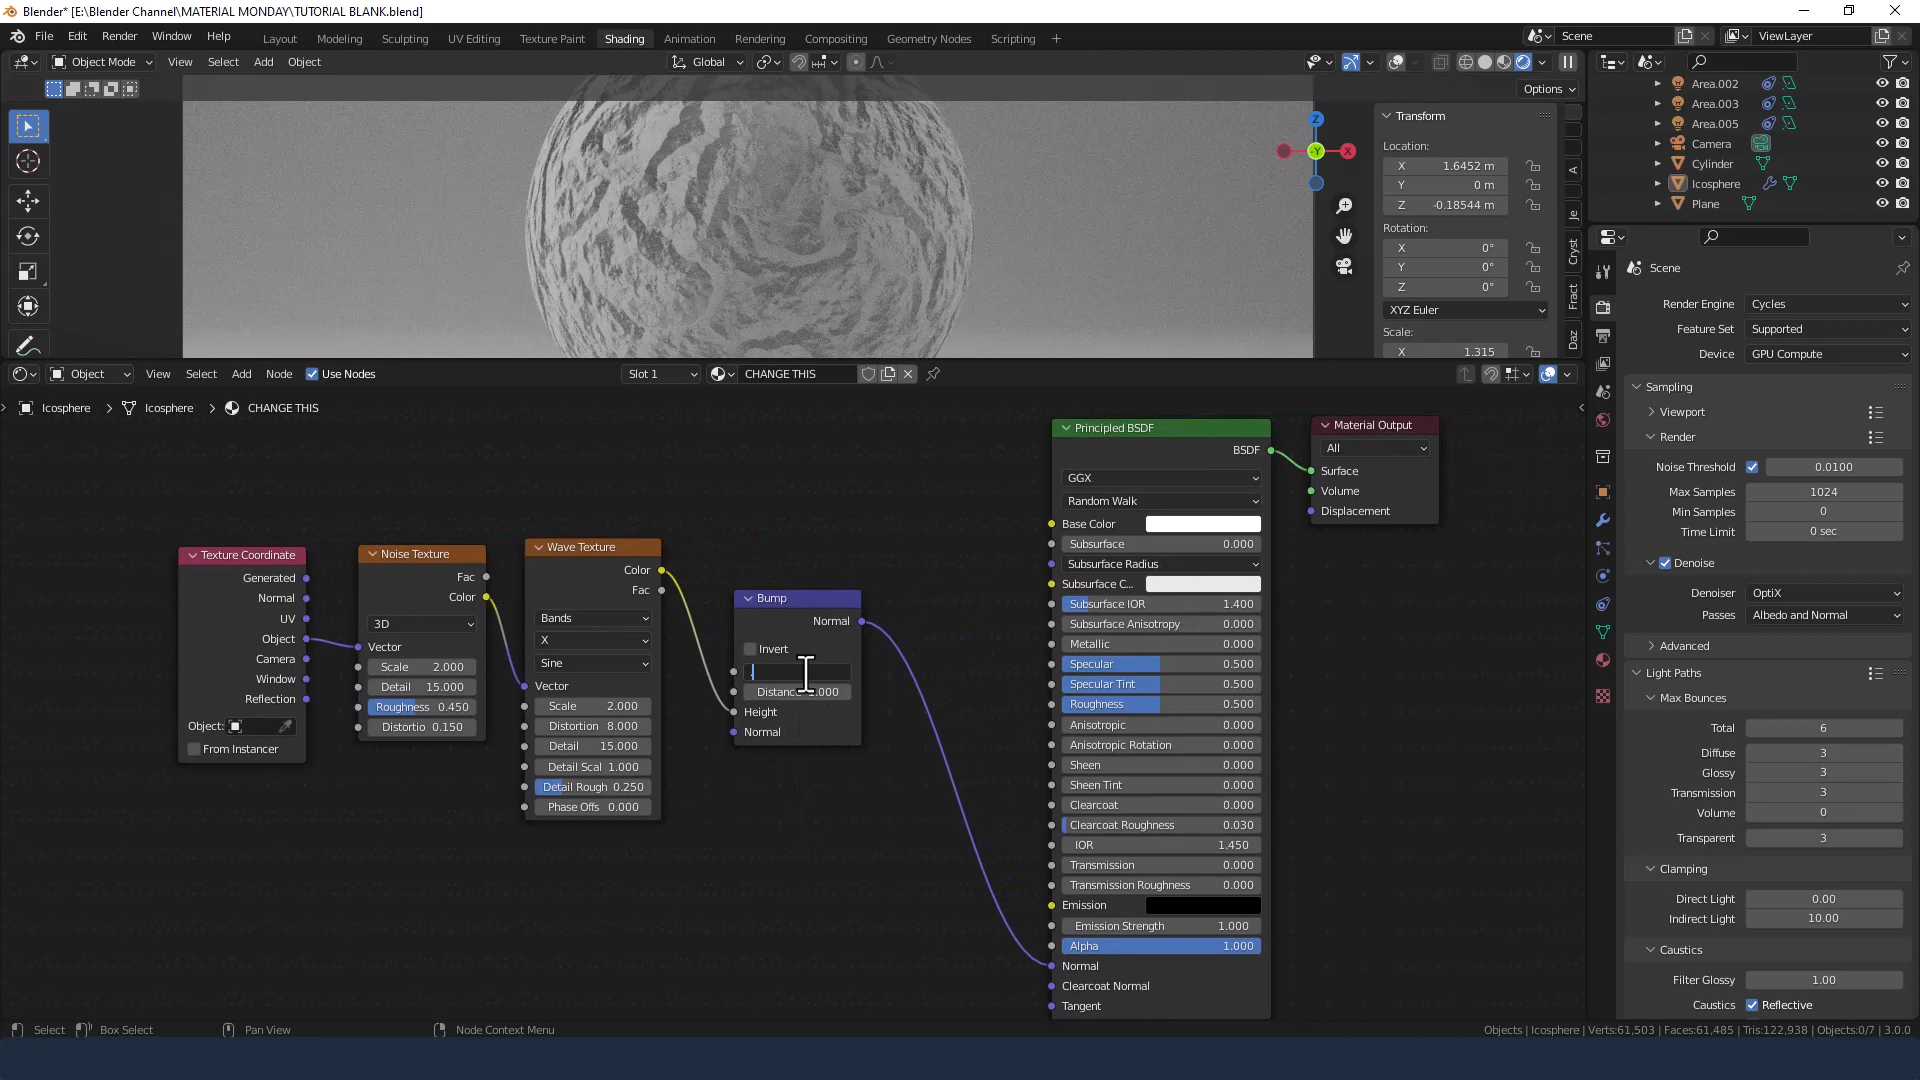 Blender* [E:\Blender Channel\MATERIAL MONDAY\TUTORIAL BLANK.blend]
File Edit Render Window Help Layout Modeling Sculpting UV Editing Texture Paint Shading Animation Rendering Compositing Geometry Nodes Scripting + Scene ViewLayer
Object Mode View Select Add Object Global
Options
Area.002
Area.003
Area.005
Camera
Cylinder
Icosphere
Plane
Z
-Y X
Transform
Location:
X 1.6452 m
Y 0 m
Z -0.18544 m
Rotation:
X 0°
Y 0°
Z 0°
XYZ Euler
Scale:
X 1.315
A
Je
Cryst
Fract
Daz
Object View Select Add Node Use Nodes Slot 1 CHANGE THIS
Icosphere > Icosphere > CHANGE THIS
Texture Coordinate
Generated
Normal
UV
Object
Camera
Window
Reflection
Object:
From Instancer
Noise Texture
Fac
Color
3D
Vector
Scale 2.000
Detail 15.000
Roughness 0.450
Distortio 0.150
Wave Texture
Color
Fac
Bands
X
Sine
Vector
Scale 2.000
Distortion 8.000
Detail 15.000
Detail Scal 1.000
Detail Rough 0.250
Phase Offs 0.000
Bump
Normal
Invert
Height
Normal
Principled BSDF
BSDF
GGX
Random Walk
Base Color
Subsurface 0.000
Subsurface Radius
Subsurface C...
Subsurface IOR 1.400
Subsurface Anisotropy 0.000
Metallic 0.000
Specular 0.500
Specular Tint 0.500
Roughness 0.500
Anisotropic 0.000
Anisotropic Rotation 0.000
Sheen 0.000
Sheen Tint 0.000
Clearcoat 0.000
Clearcoat Roughness 0.030
IOR 1.450
Transmission 0.000
Transmission Roughness 0.000
Emission
Emission Strength 1.000
Alpha 1.000
Normal
Clearcoat Normal
Tangent
Material Output
All
Surface
Volume
Displacement
Scene
Render Engine Cycles
Feature Set Supported
Device GPU Compute
Sampling
Viewport
Render
Noise Threshold 0.0100
Max Samples 1024
Min Samples 0
Time Limit 0 sec
Denoise
Denoiser OptiX
Passes Albedo and Normal
Advanced
Light Paths
Max Bounces
Total 6
Diffuse 3
Glossy 3
Transmission 3
Volume 0
Transparent 3
Clamping
Direct Light 0.00
Indirect Light 10.00
Caustics
Filter Glossy 1.00
Caustics Reflective
Select Box Select Pan View Node Context Menu Objects | Icosphere | Verts:61,503 | Faces:61,485 | Tris:122,938 | Objects:0/7 | 3.0.0